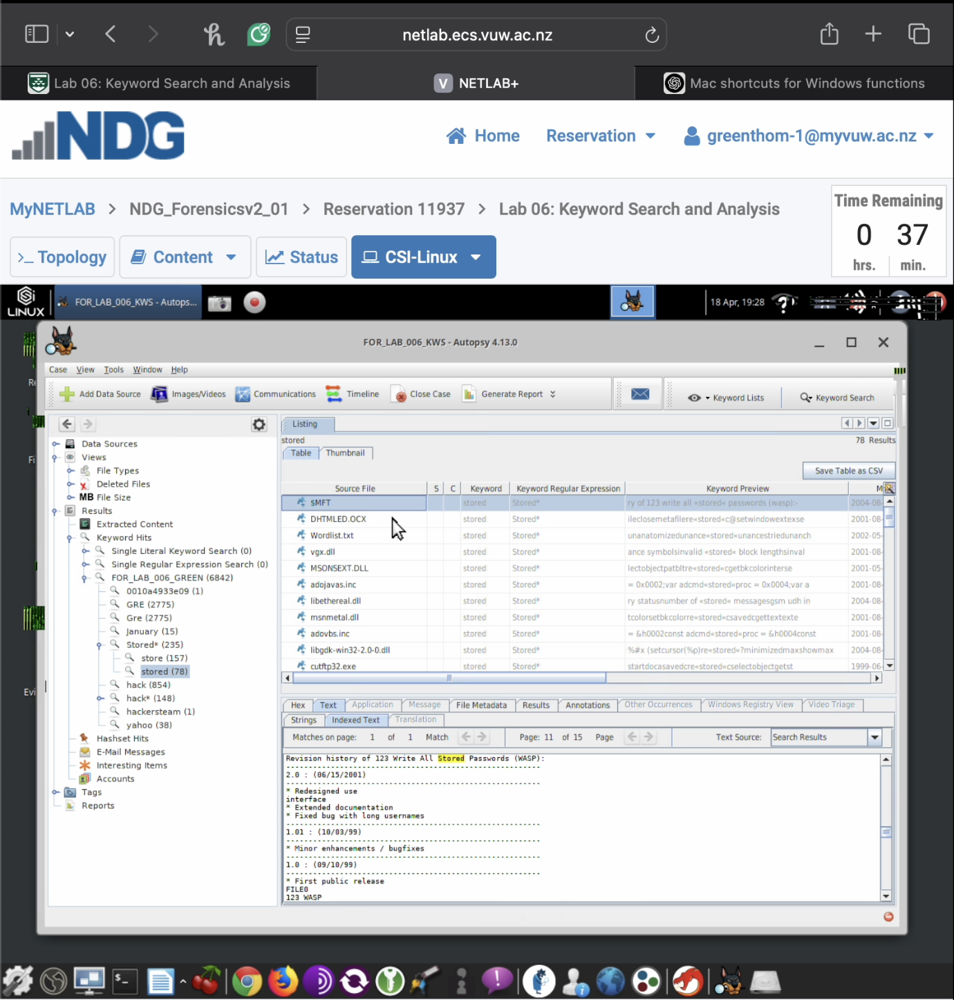 netlab.ecs.vuw.ac.nz
Lab 06: Keyword Search and Analysis
V NETLAB+
Mac shortcuts for Windows functions
NDG
Home
Reservation
greenthom-1@myvuw.ac.nz
MyNETLAB > NDG_Forensicsv2_01 > Reservation 11937 > Lab 06: Keyword Search and Analysis
Time Remaining
0 37
hrs. min.
>_ Topology
Content
Status
CSI-Linux
LINUX
FOR_LAB_006_KWS - Autops...
18 Apr, 19:28
FOR_LAB_006_KWS - Autopsy 4.13.0
Case View Tools Window Help
Add Data Source Images/Videos Communications Timeline Close Case Generate Report
Keyword Lists
Keyword Search
Re
Fi
Evi
Data Sources
Views
File Types
Deleted Files
MB File Size
Results
Extracted Content
Keyword Hits
Single Literal Keyword Search (0)
Single Regular Expression Search (0)
FOR_LAB_006_GREEN (6842)
0010a4933e09 (1)
GRE (2775)
Gre (2775)
January (15)
Stored* (235)
store (157)
stored (78)
hack (854)
hack* (148)
hackersteam (1)
yahoo (38)
Hashset Hits
E-Mail Messages
Interesting Items
Accounts
Tags
Reports
Listing
stored
78 Results
Table Thumbnail
Save Table as CSV
Source File S C Keyword Keyword Regular Expression Keyword Preview M
$MFT stored Stored* ry of 123 write all «stored« passwords (wasp):- 2004-08-
DHTMLED.OCX stored Stored* ileclosemetafilere«stored«c@setwindowextexse 2001-08-
Wordlist.txt stored Stored* unanatomizedunance«stored«unancestriedunanch 2002-05-
vgx.dll stored Stored* ance symbolsinvalid «stored« block lengthsinval 2001-08-
MSONSEXT.DLL stored Stored* lectobjectpatbltre«stored«cgetbkcolorinterse 2001-05-
adojavas.inc stored Stored* = 0x0002;var adcmd«stored«proc = 0x0004;var a 2001-08-
libethereal.dll stored Stored* ry statusnumber of «stored« messagesgsm udh in 2004-08-
msnmetal.dll stored Stored* tcolorsetbkcolorre«stored«csavedcgettextexte 2001-08-
adovbs.inc stored Stored* = &h0002const adcmd«stored«proc = &h0004const 2001-08-
libgdk-win32-2.0-0.dll stored Stored* %#x (setcursor(%p)re«stored«?minimizedmaxshowmax 2004-08-
cutftp32.exe stored Stored* startdocasavedcre«stored«cselectobjectgetst 1999-06-
Hex Text Application Message File Metadata Results Annotations Other Occurrences Windows Registry View Video Triage
Strings Indexed Text Translation
Matches on page: 1 of 1 Match Page: 11 of 15 Page Text Source: Search Results
Revision history of 123 Write All Stored Passwords (WASP):
2.0 : (06/15/2001)
* Redesigned use
interface
* Extended documentation
* Fixed bug with long usernames
1.01 : (10/03/99)
* Minor enhancements / bugfixes
1.0 : (09/10/99)
* First public release
FILE0
123 WASP